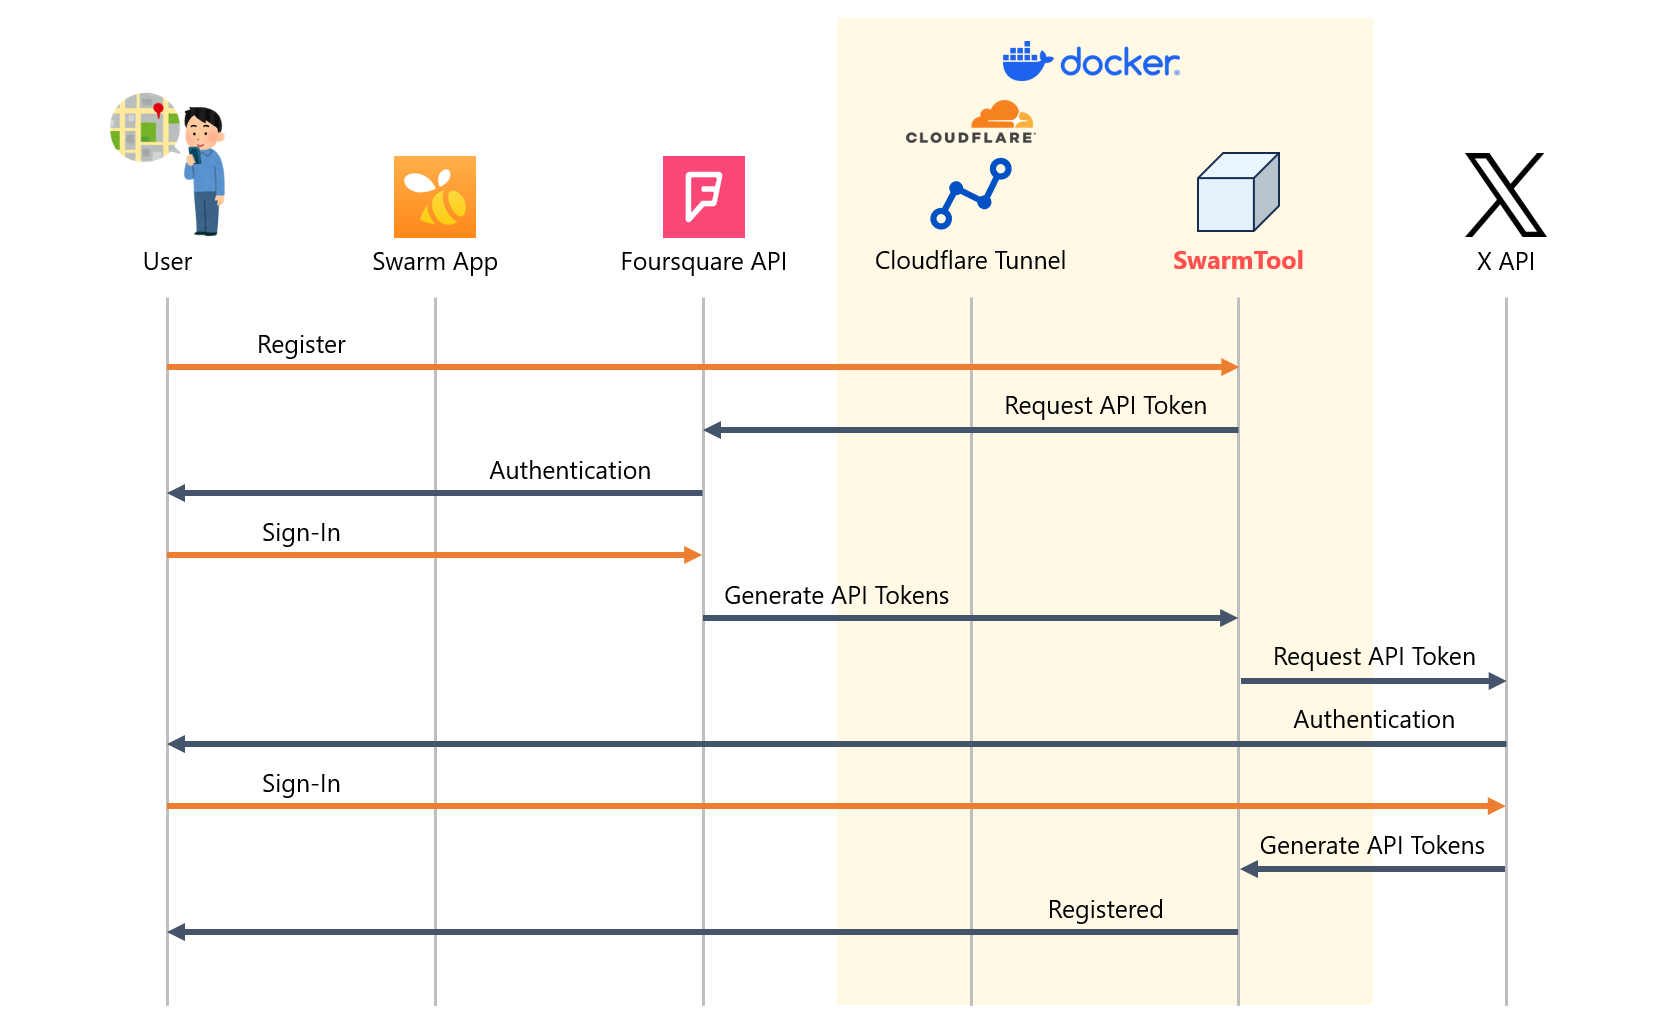 docker
CLOUDFLARE
User
Swarm App
Foursquare API
Cloudflare Tunnel
SwarmTool
X API
Register
Request API Token
Authentication
Sign-In
Generate API Tokens
Request API Token
Authentication
Sign-In
Generate API Tokens
Registered